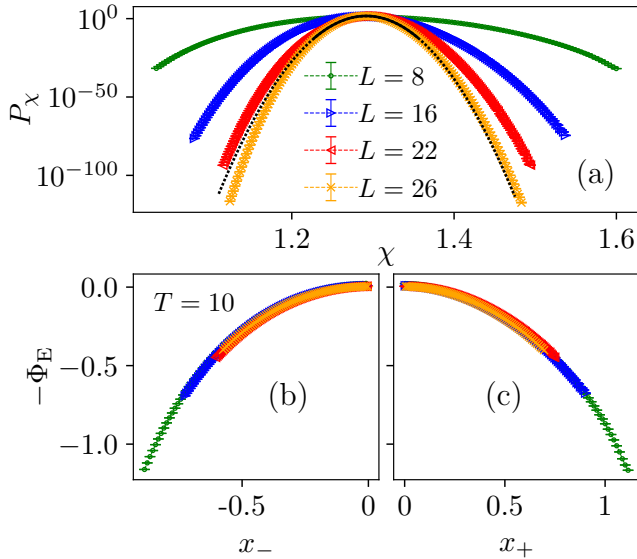 10^0
10^{-50}
10^{-100}
P_χ
L = 8
L = 16
L = 22
L = 26
(a)
1.2
1.4
1.6
χ
0.0
-0.5
-1.0
−Φ_E
T = 10
(b)
(c)
-0.5
0
0
0.5
1
x_−
x_+